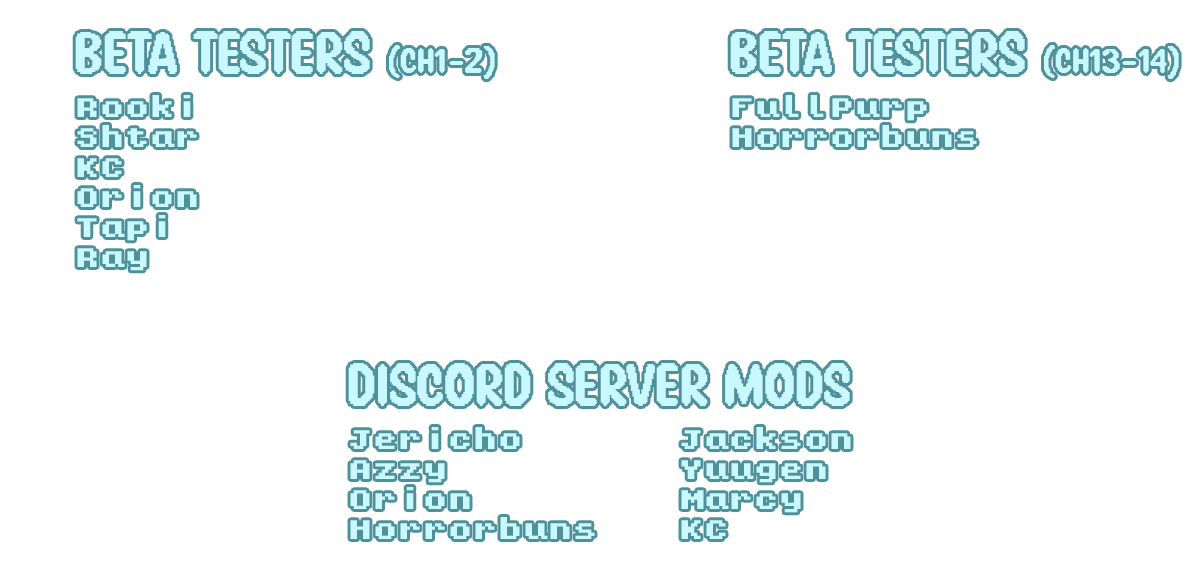 BETA TESTERS (CH1-2)
Rooki
Shtar
KC
Orion
Tapi
Ray
BETA TESTERS (CH13-14)
FullPurp
Horrorbuns
DISCORD SERVER MODS
Jericho
Azzy
Orion
Horrorbuns
Jackson
Yuugen
Marcy
KC